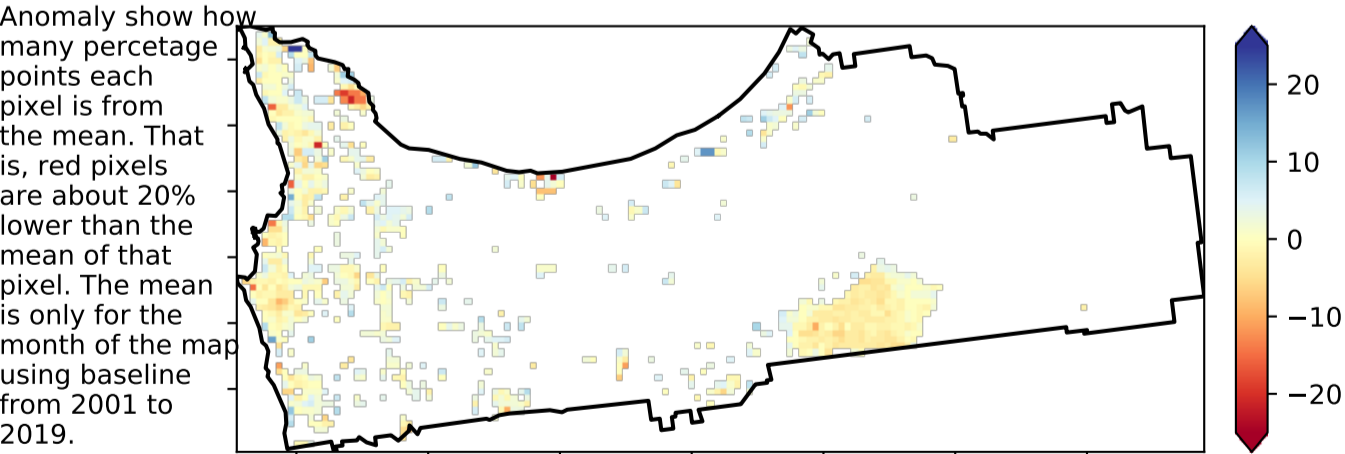 Anomaly show how
many percetage
points each
pixel is from
the mean. That
is, red pixels
are about 20%
lower than the
mean of that
pixel. The mean
is only for the
month of the map
using baseline
from 2001 to
2019.
20
10
0
−10
−20